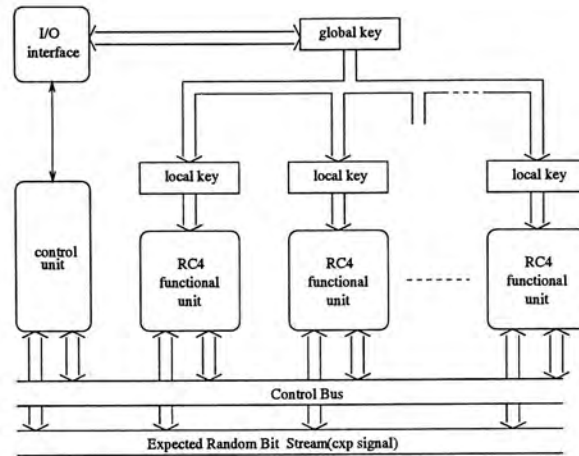 I/O
interface
global key
local key
local key
local key
control
unit
RC4
functional
unit
RC4
functional
unit
RC4
functional
unit
Control Bus
Expected Random Bit Stream(cxp signal)